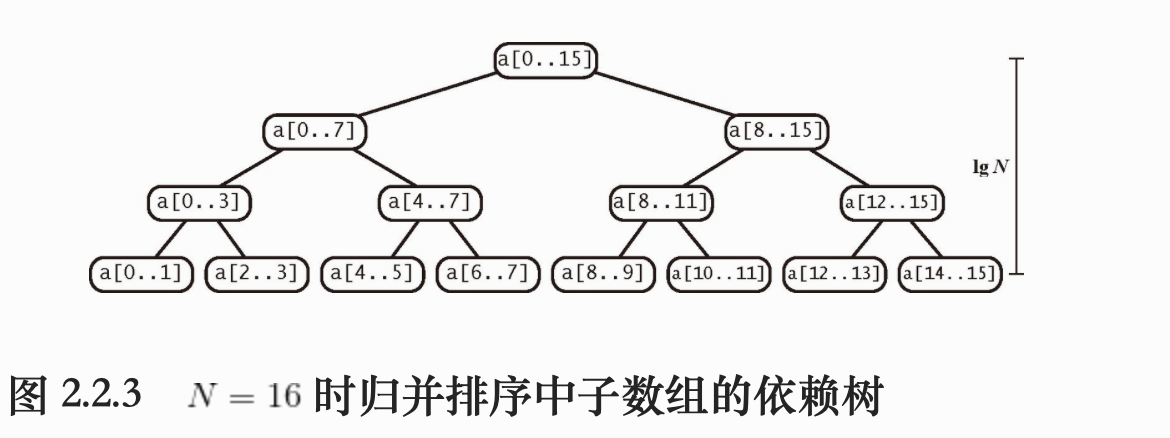 a[0..15]
a[0..7] a[8..15]
lg N
a[0..3] a[4..7] a[8..11] a[12..15]
a[0..1] a[2..3] a[4..5] a[6..7] a[8..9] a[10..11] a[12..13] a[14..15]
图 2.2.3 N = 16 时归并排序中子数组的依赖树